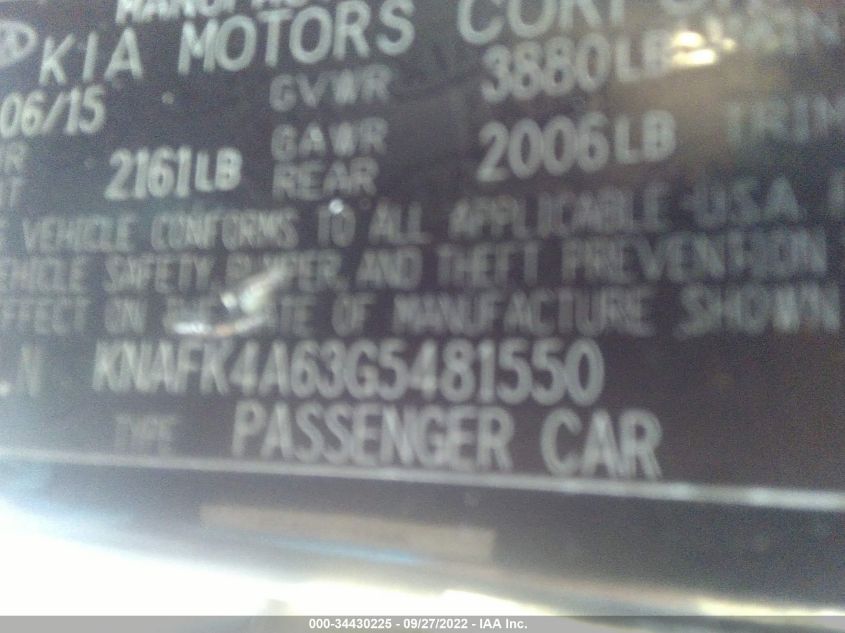 KIA MOTORS CORPOR
06/15 GVWR 3880LB
GAWR
2161LB REAR 2006LB TRIM
VEHICLE CONFORMS TO ALL APPLICABLE U.S.A.
VEHICLE SAFETY, BUMPER, AND THEFT PREVENTION
EFFECT ON THE DATE OF MANUFACTURE SHOWN
KNAFK4A63G5481550
TYPE PASSENGER CAR
000-34430225 - 09/27/2022 - IAA Inc.